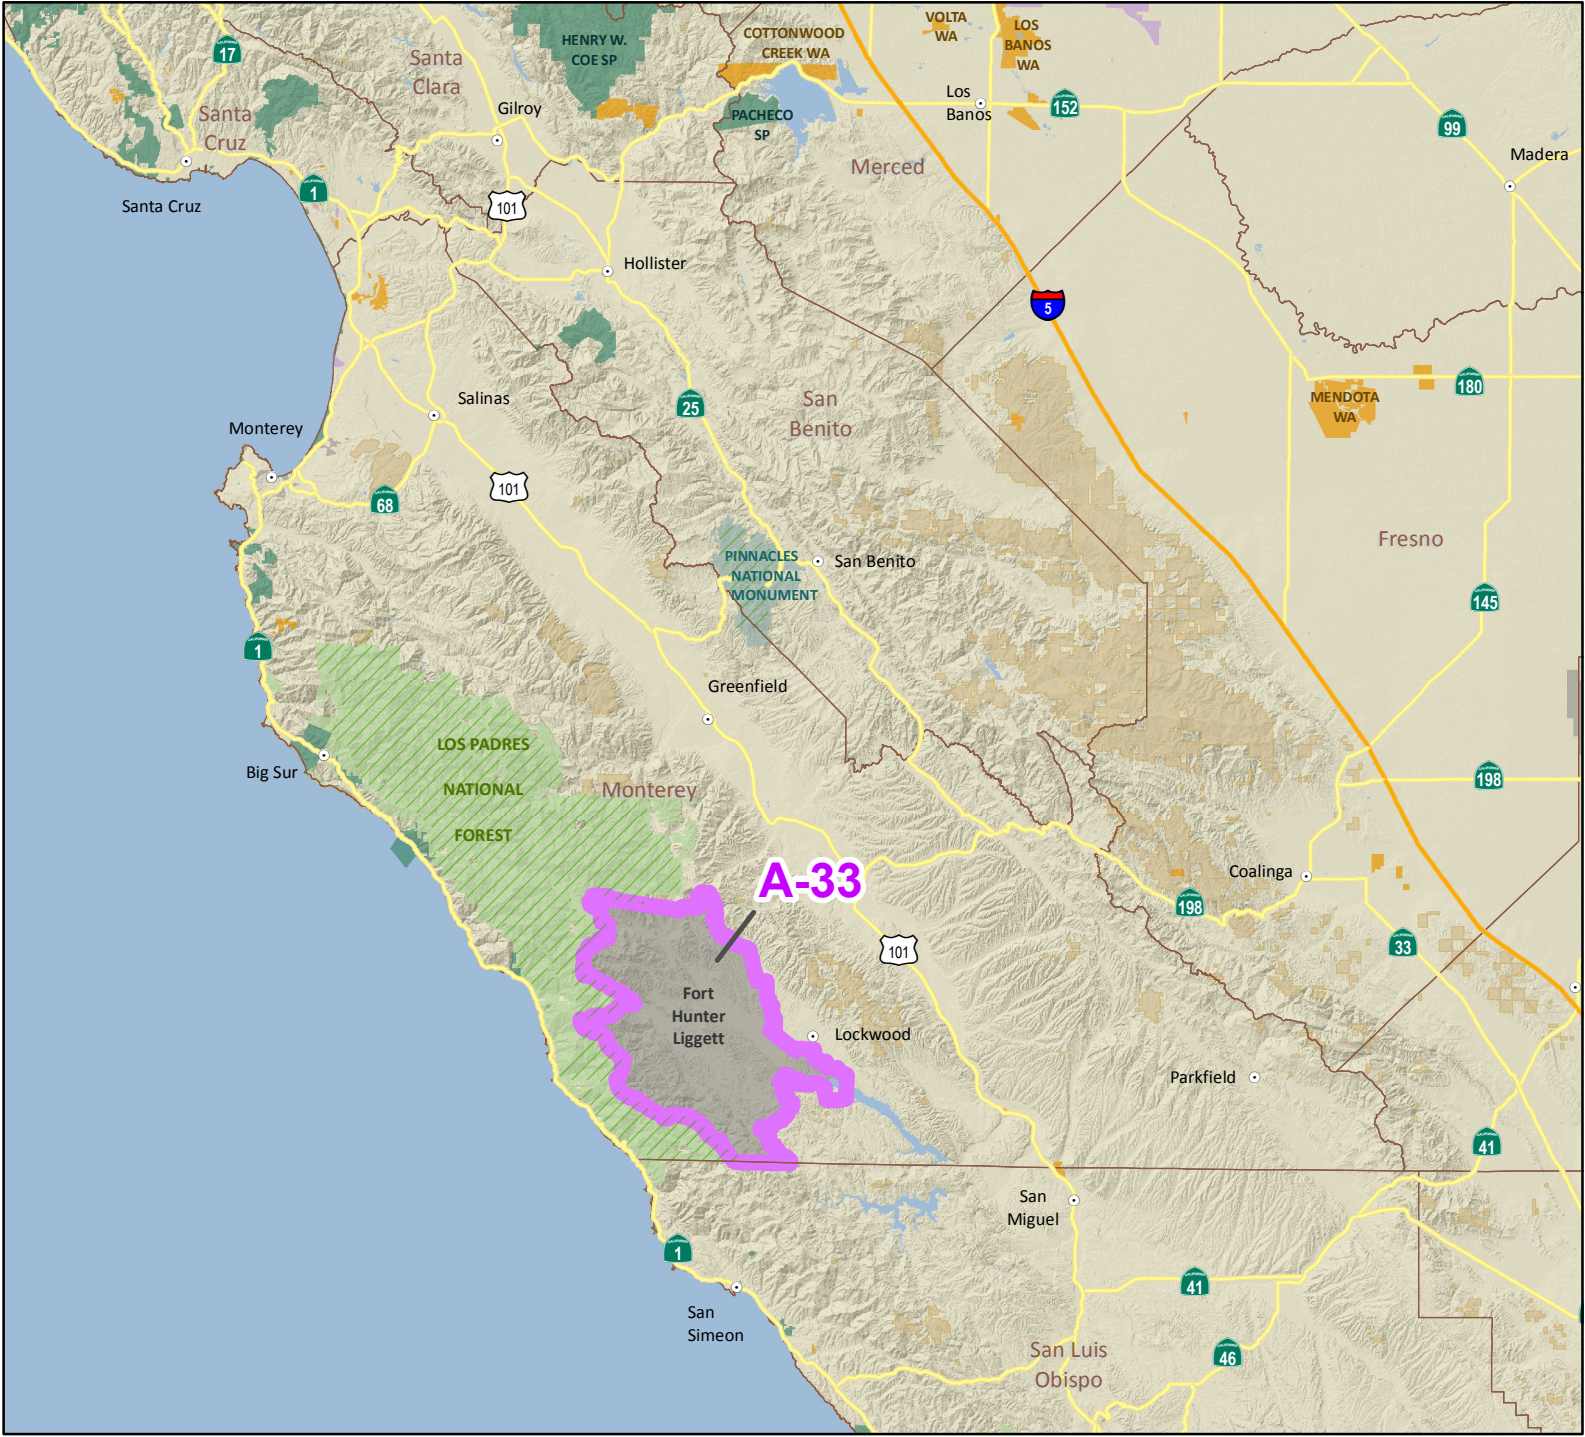 HENRY W.
COE SP
COTTONWOOD
CREEK WA
VOLTA
WA
LOS
BANOS
WA
17
Santa
Clara
Gilroy
Santa
Cruz
PACHECO
SP
Los
Banos
152
99
Madera
Merced
Santa Cruz
1
101
Hollister
5
San
Benito
25
180
MENDOTA
WA
Salinas
Monterey
68
101
Fresno
PINNACLES
NATIONAL
MONUMENT
San Benito
145
1
Greenfield
LOS PADRES
NATIONAL
FOREST
Big Sur
Monterey
198
A-33
Coalinga
198
33
101
Fort
Hunter
Liggett
Lockwood
Parkfield
41
San
Miguel
1
41
San
Simeon
San Luis
Obispo
46